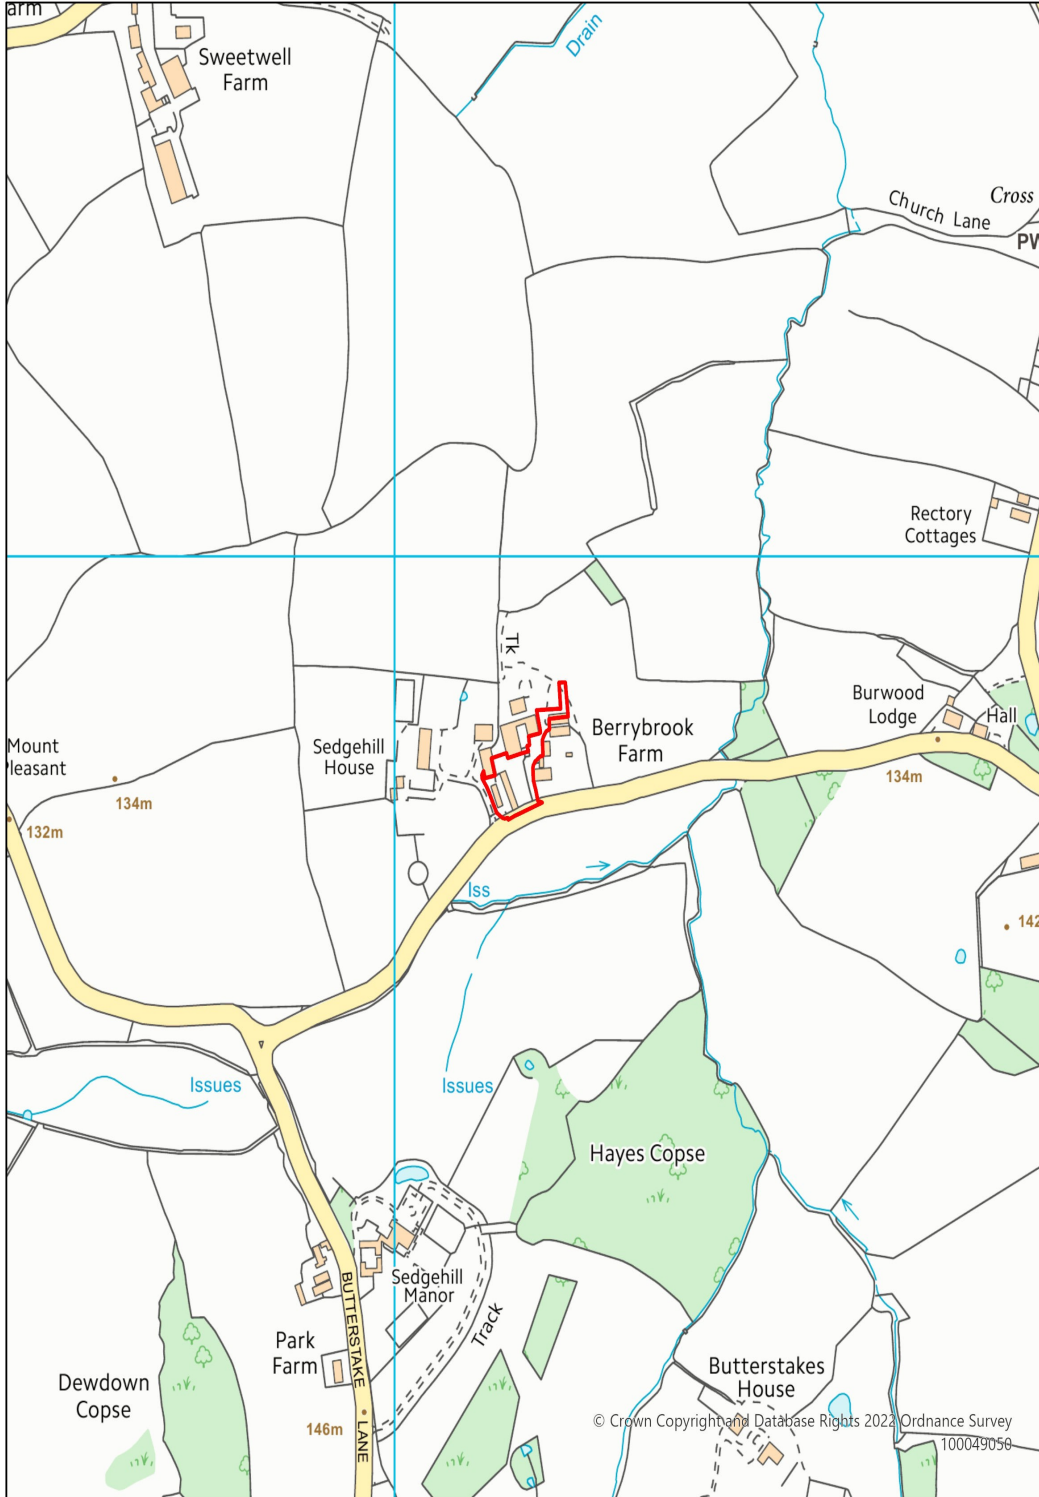 arm
Sweetwell
Farm
Drain
Church Lane
Cross
PW
Rectory
Cottages
Tk
Berrybrook
Farm
Burwood
Lodge
Hall
Sedgehill
House
Mount
Pleasant
134m
132m
134m
Iss
142
Issues
Issues
Hayes Copse
Sedgehill
Manor
BUTTERSTAKE LANE
Track
Park
Farm
Dewdown
Copse
146m
Butterstakes
House
© Crown Copyright and Database Rights 2022 Ordnance Survey
100049050